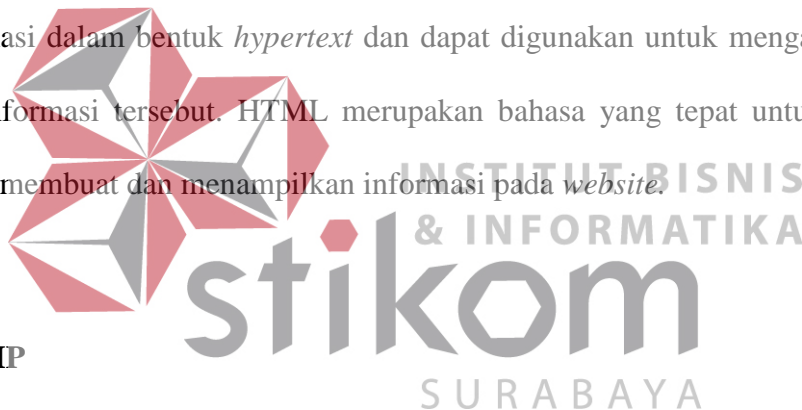 asi dalam bentuk hypertext dan dapat digunakan untuk menga
formasi tersebut. HTML merupakan bahasa yang tepat untu
membuat dan menampilkan informasi pada website.
INSTITUT BISNIS
& INFORMATIKA
stikom
SURABAYA
IP